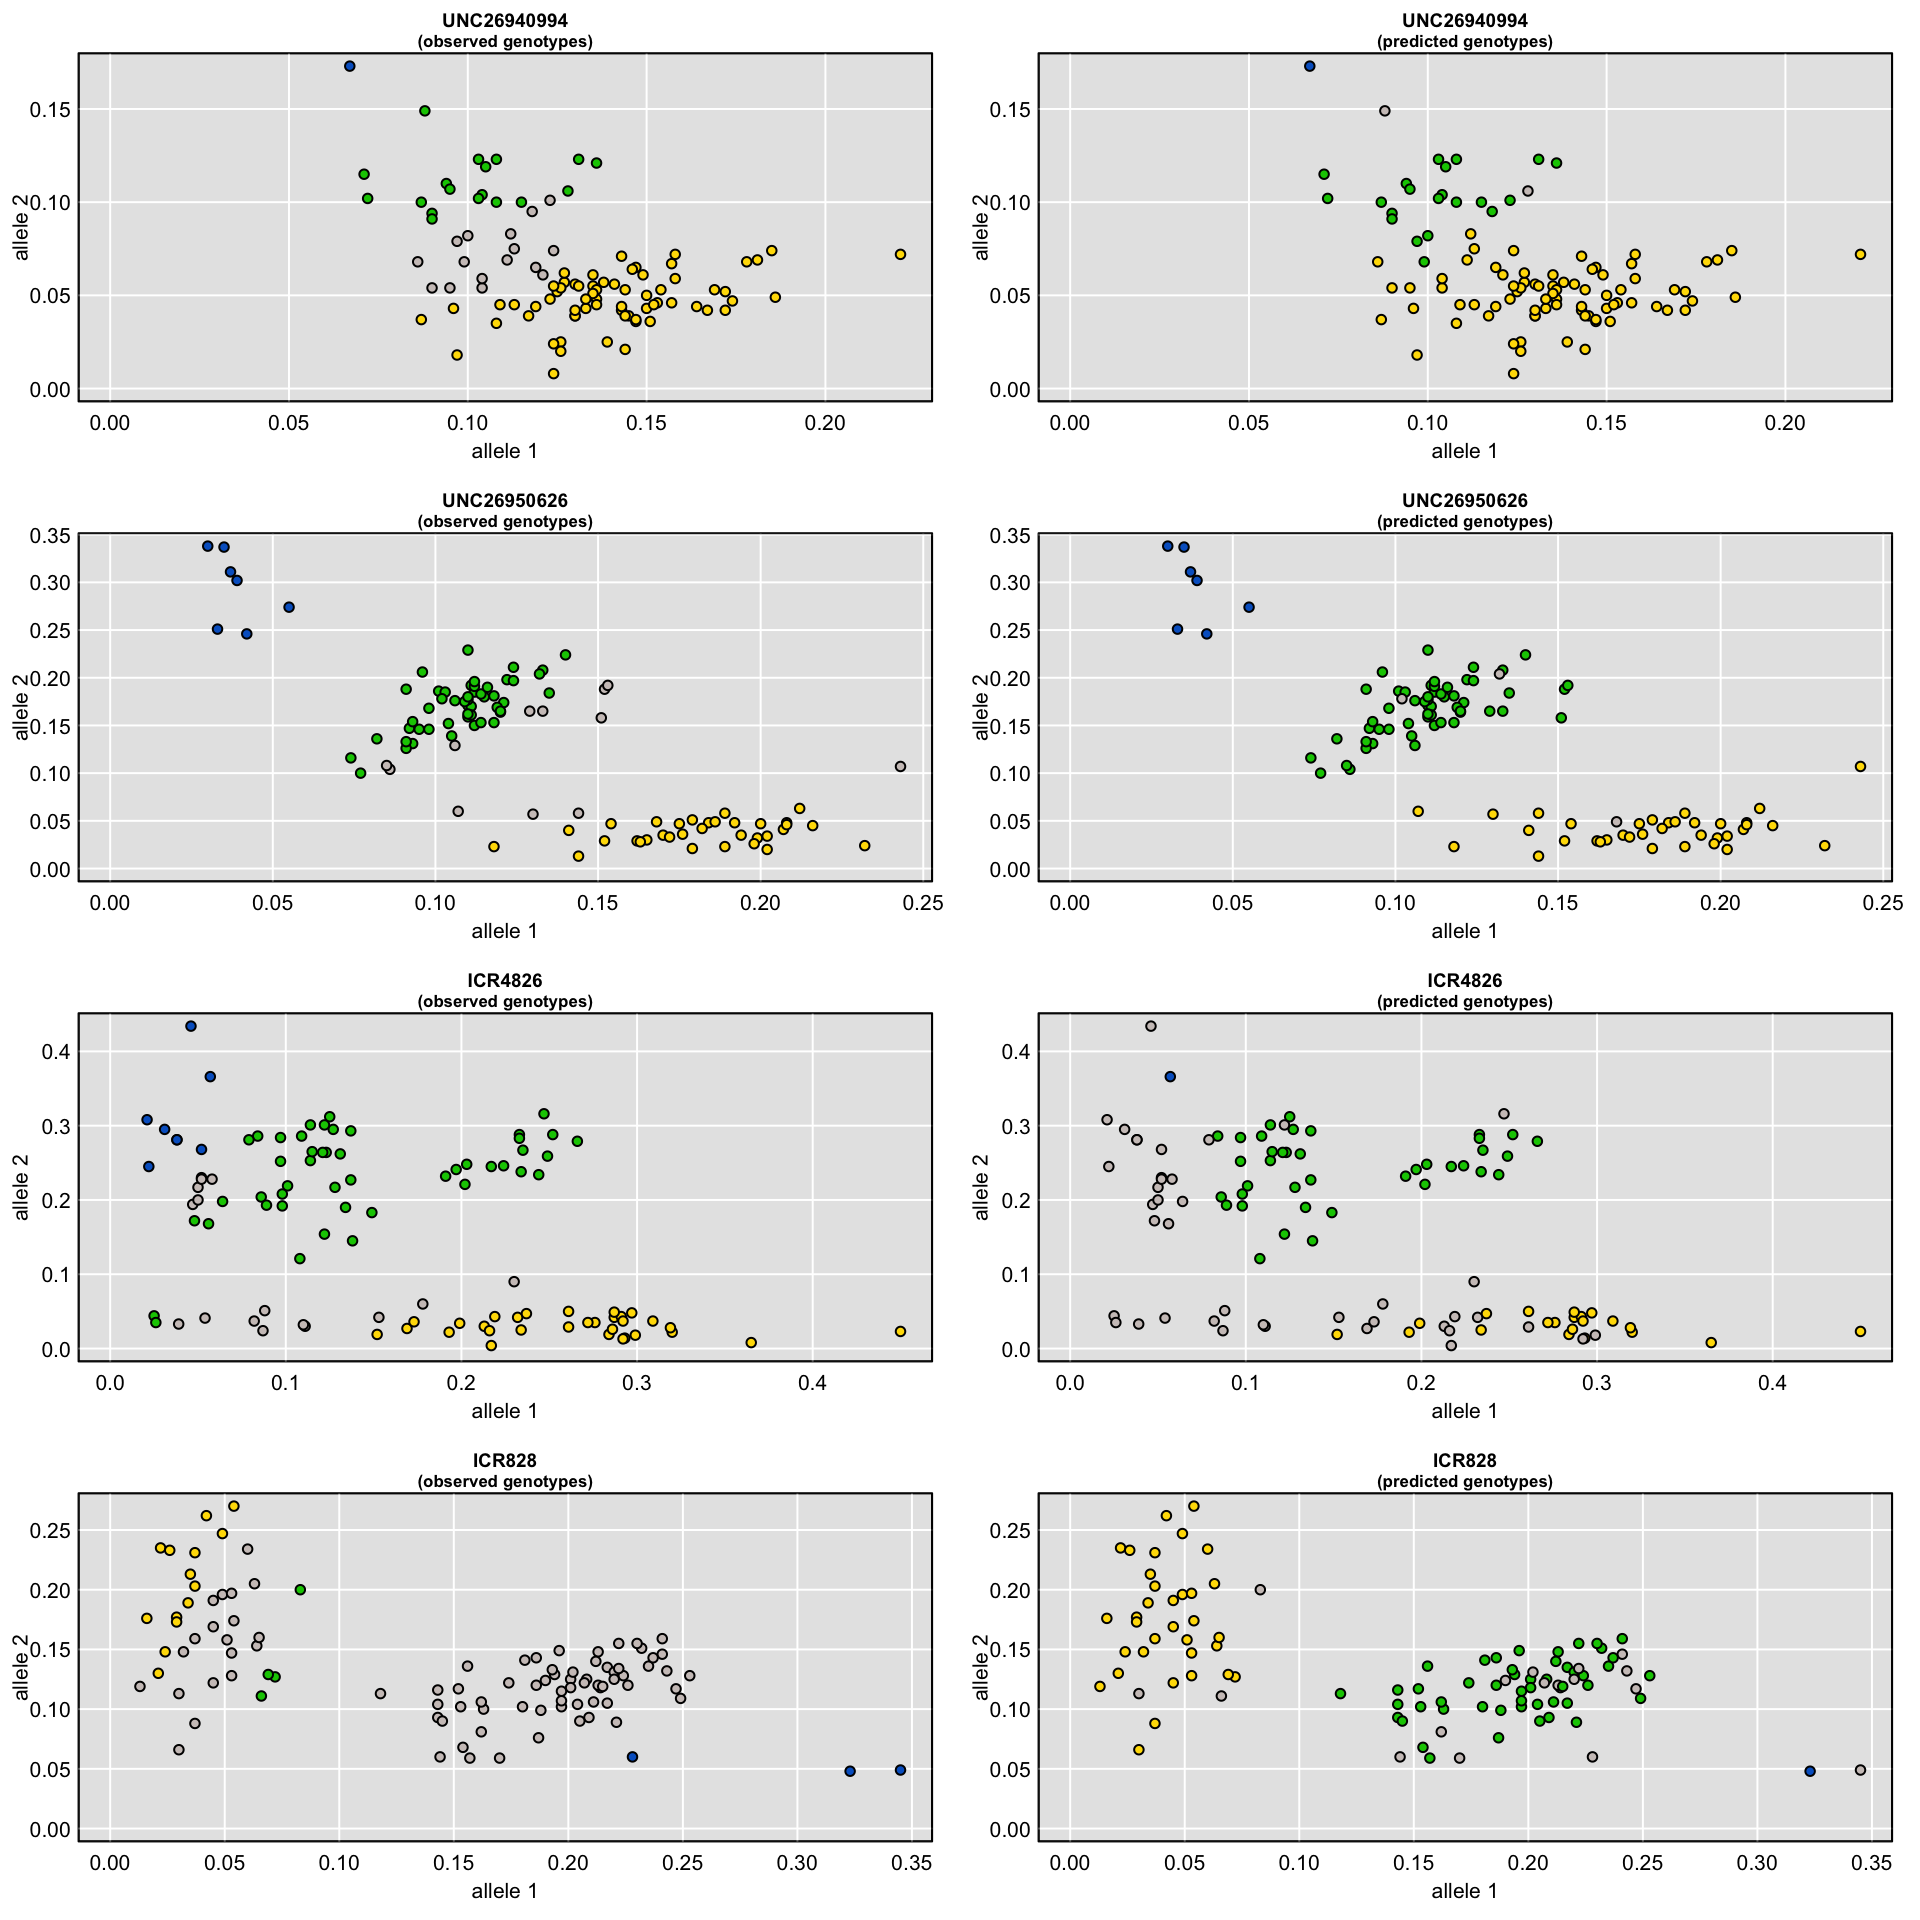 UNC26940994
(observed genotypes)
allele 2
0.15
0.10
0.05
0.00
0.00 0.05 0.10 0.15 0.20
allele 1
UNC26940994
(predicted genotypes)
allele 2
0.15
0.10
0.05
0.00
0.00 0.05 0.10 0.15 0.20
allele 1
UNC26950626
(observed genotypes)
allele 2
0.35
0.30
0.25
0.20
0.15
0.10
0.05
0.00
0.00 0.05 0.10 0.15 0.20 0.25
allele 1
UNC26950626
(predicted genotypes)
allele 2
0.35
0.30
0.25
0.20
0.15
0.10
0.05
0.00
0.00 0.05 0.10 0.15 0.20 0.25
allele 1
ICR4826
(observed genotypes)
allele 2
0.4
0.3
0.2
0.1
0.0
0.0 0.1 0.2 0.3 0.4
allele 1
ICR4826
(predicted genotypes)
allele 2
0.4
0.3
0.2
0.1
0.0
0.0 0.1 0.2 0.3 0.4
allele 1
ICR828
(observed genotypes)
allele 2
0.25
0.20
0.15
0.10
0.05
0.00
0.00 0.05 0.10 0.15 0.20 0.25 0.30 0.35
allele 1
ICR828
(predicted genotypes)
allele 2
0.25
0.20
0.15
0.10
0.05
0.00
0.00 0.05 0.10 0.15 0.20 0.25 0.30 0.35
allele 1